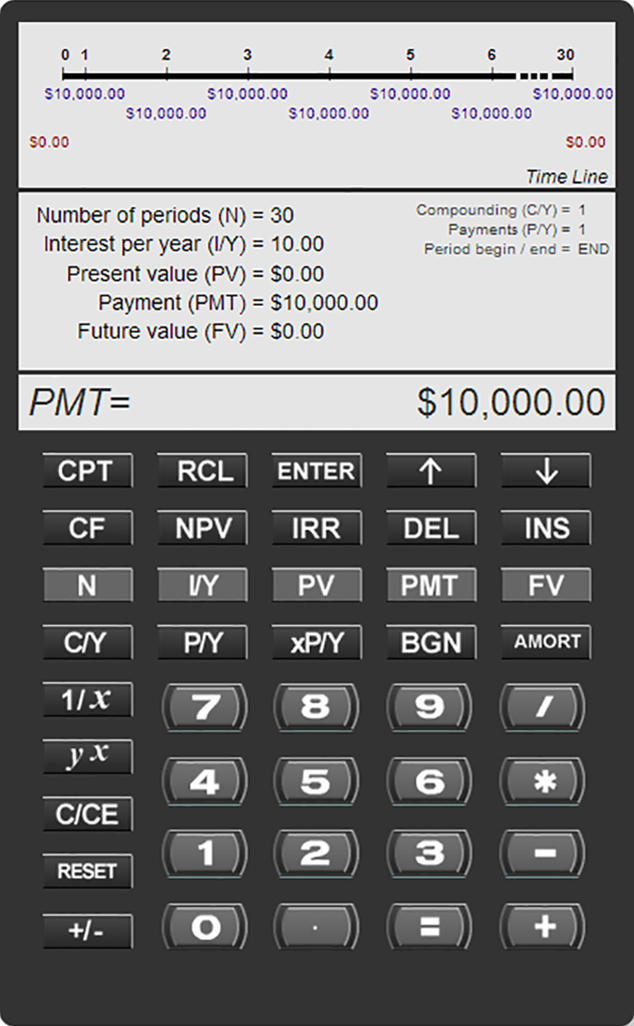 0 1 2 3 4 5 6 30
$10,000.00 $10,000.00 $10,000.00 $10,000.00
$10,000.00 $10,000.00 $10,000.00
$0.00 $0.00
Time Line
Number of periods (N) = 30
Interest per year (I/Y) = 10.00
Present value (PV) = $0.00
Payment (PMT) = $10,000.00
Future value (FV) = $0.00
Compounding (C/Y) = 1
Payments (P/Y) = 1
Period begin / end = END
PMT= $10,000.00
CPT RCL ENTER ↑ ↓
CF NPV IRR DEL INS
N I/Y PV PMT FV
C/Y P/Y xP/Y BGN AMORT
1/x 7 8 9 /
y x 4 5 6 *
C/CE 1 2 3 -
RESET 0 . = +
+/-